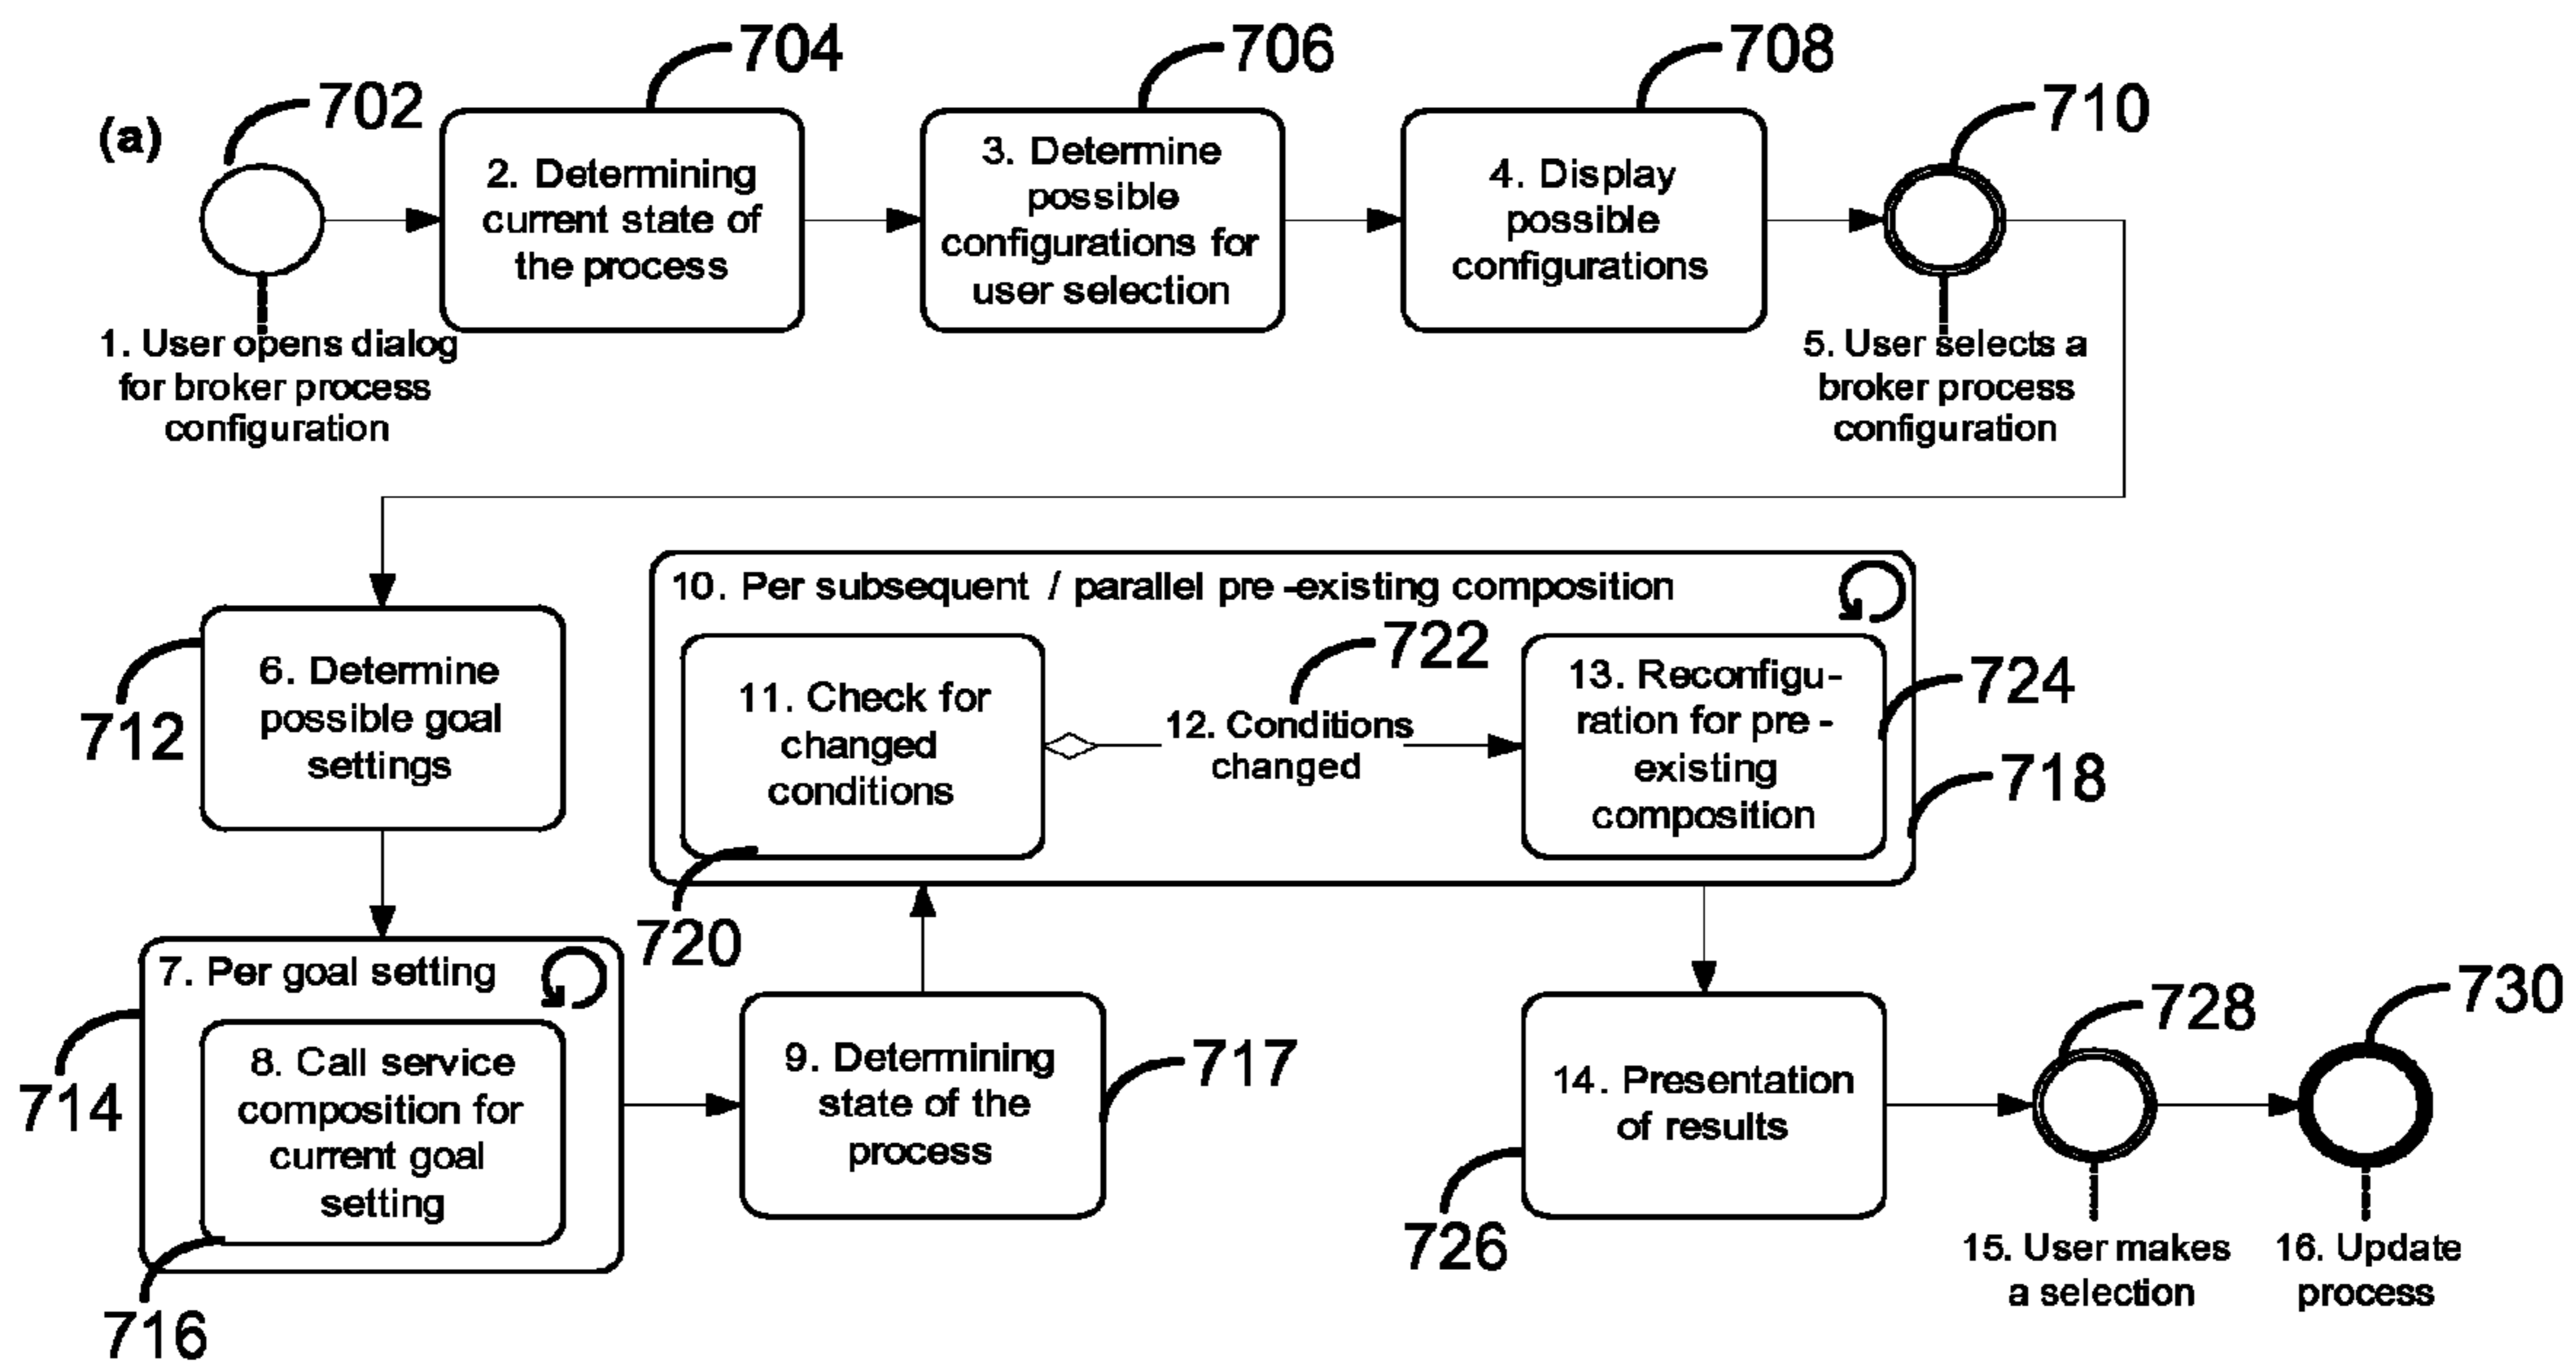 704
706
708
702
710
(a)
2. Determining
current state of
the process
3. Determine
possible
configurations for
user selection
4. Display
possible
configurations
1. User opens dialog
for broker process
configuration
5. User selects a
broker process
configuration
10. Per subsequent / parallel pre -existing composition
712
6. Determine
possible goal
settings
11. Check for
changed
conditions
722
12. Conditions
changed
13. Reconfigu-
ration for pre -
existing
composition
724
718
720
7. Per goal setting
714
8. Call service
composition for
current goal
setting
716
9. Determining
state of the
process
717
14. Presentation
of results
726
728
730
15. User makes
a selection
16. Update
process